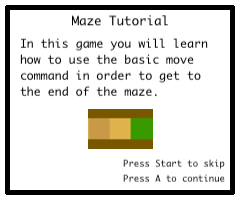 Maze Tutorial
In this game you will learn
how to use the basic move
command in order to get to
the end of the maze.
Press Start to skip
Press A to continue